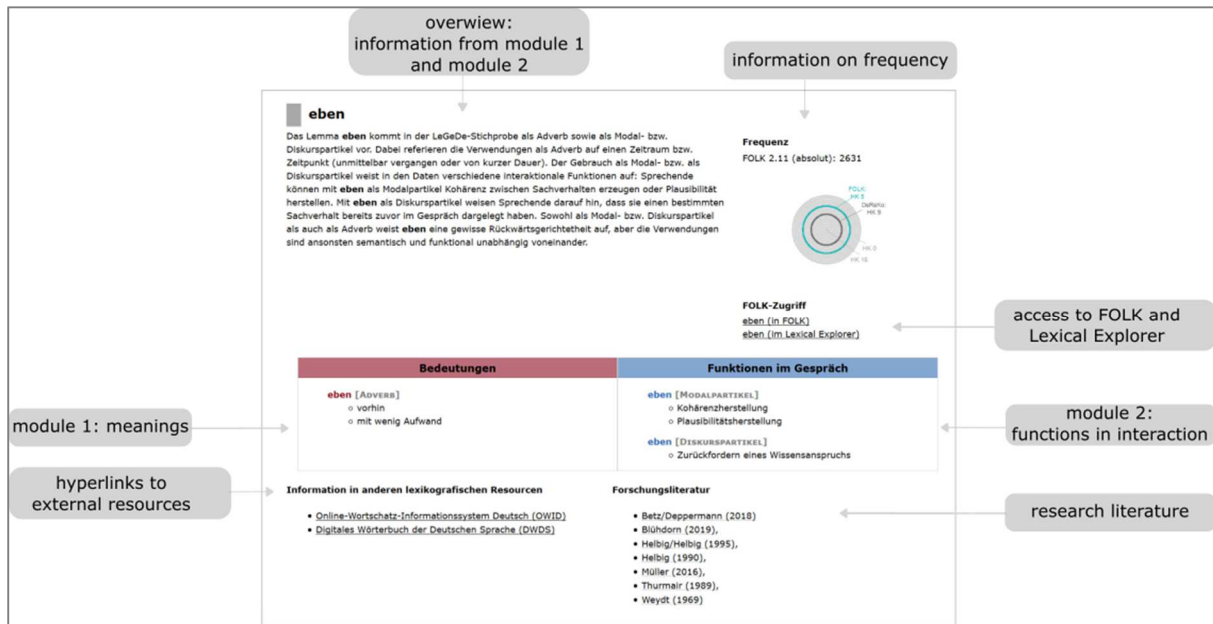 overwiew:
information from module 1
and module 2
information on frequency
eben
Das Lemma eben kommt in der LeGeDe-Stichprobe als Adverb sowie als Modal- bzw.
Diskurspartikel vor. Dabei referieren die Verwendungen als Adverb auf einen Zeitraum bzw.
Zeitpunkt (unmittelbar vergangen oder von kurzer Dauer). Der Gebrauch als Modal- bzw. als
Diskurspartikel weist in den Daten verschiedene interaktionale Funktionen auf: Sprechende
können mit eben als Modalpartikel Kohärenz zwischen Sachverhalten erzeugen oder Plausibilität
herstellen. Mit eben als Diskurspartikel weisen Sprechende darauf hin, dass sie einen bestimmten
Sachverhalt bereits zuvor im Gespräch dargelegt haben. Sowohl als Modal- bzw. Diskurspartikel
als auch als Adverb weist eben eine gewisse Rückwärtsgerichtetheit auf, aber die Verwendungen
sind ansonsten semantisch und funktional unabhängig voneinander.
Frequenz
FOLK 2.11 (absolut): 2631
FOLK:
HK 5
DeReKo:
HK 9
HK 0
HK 18
FOLK-Zugriff
eben (in FOLK)
eben (im Lexical Explorer)
access to FOLK and
Lexical Explorer
Bedeutungen
eben [ADVERB]
vorhin
mit wenig Aufwand
Funktionen im Gespräch
eben [MODALPARTIKEL]
Kohärenzherstellung
Plausibilitätsherstellung
eben [DISKURSPARTIKEL]
Zurückfordern eines Wissensanspruchs
module 1: meanings
module 2:
functions in interaction
hyperlinks to
external resources
Information in anderen lexikografischen Resourcen
• Online-Wortschatz-Informationssystem Deutsch (OWID)
• Digitales Wörterbuch der Deutschen Sprache (DWDS)
Forschungsliteratur
• Betz/Deppermann (2018)
• Blühdorn (2019),
• Helbig/Helbig (1995),
• Helbig (1990),
• Müller (2016),
• Thurmair (1989),
• Weydt (1969)
research literature